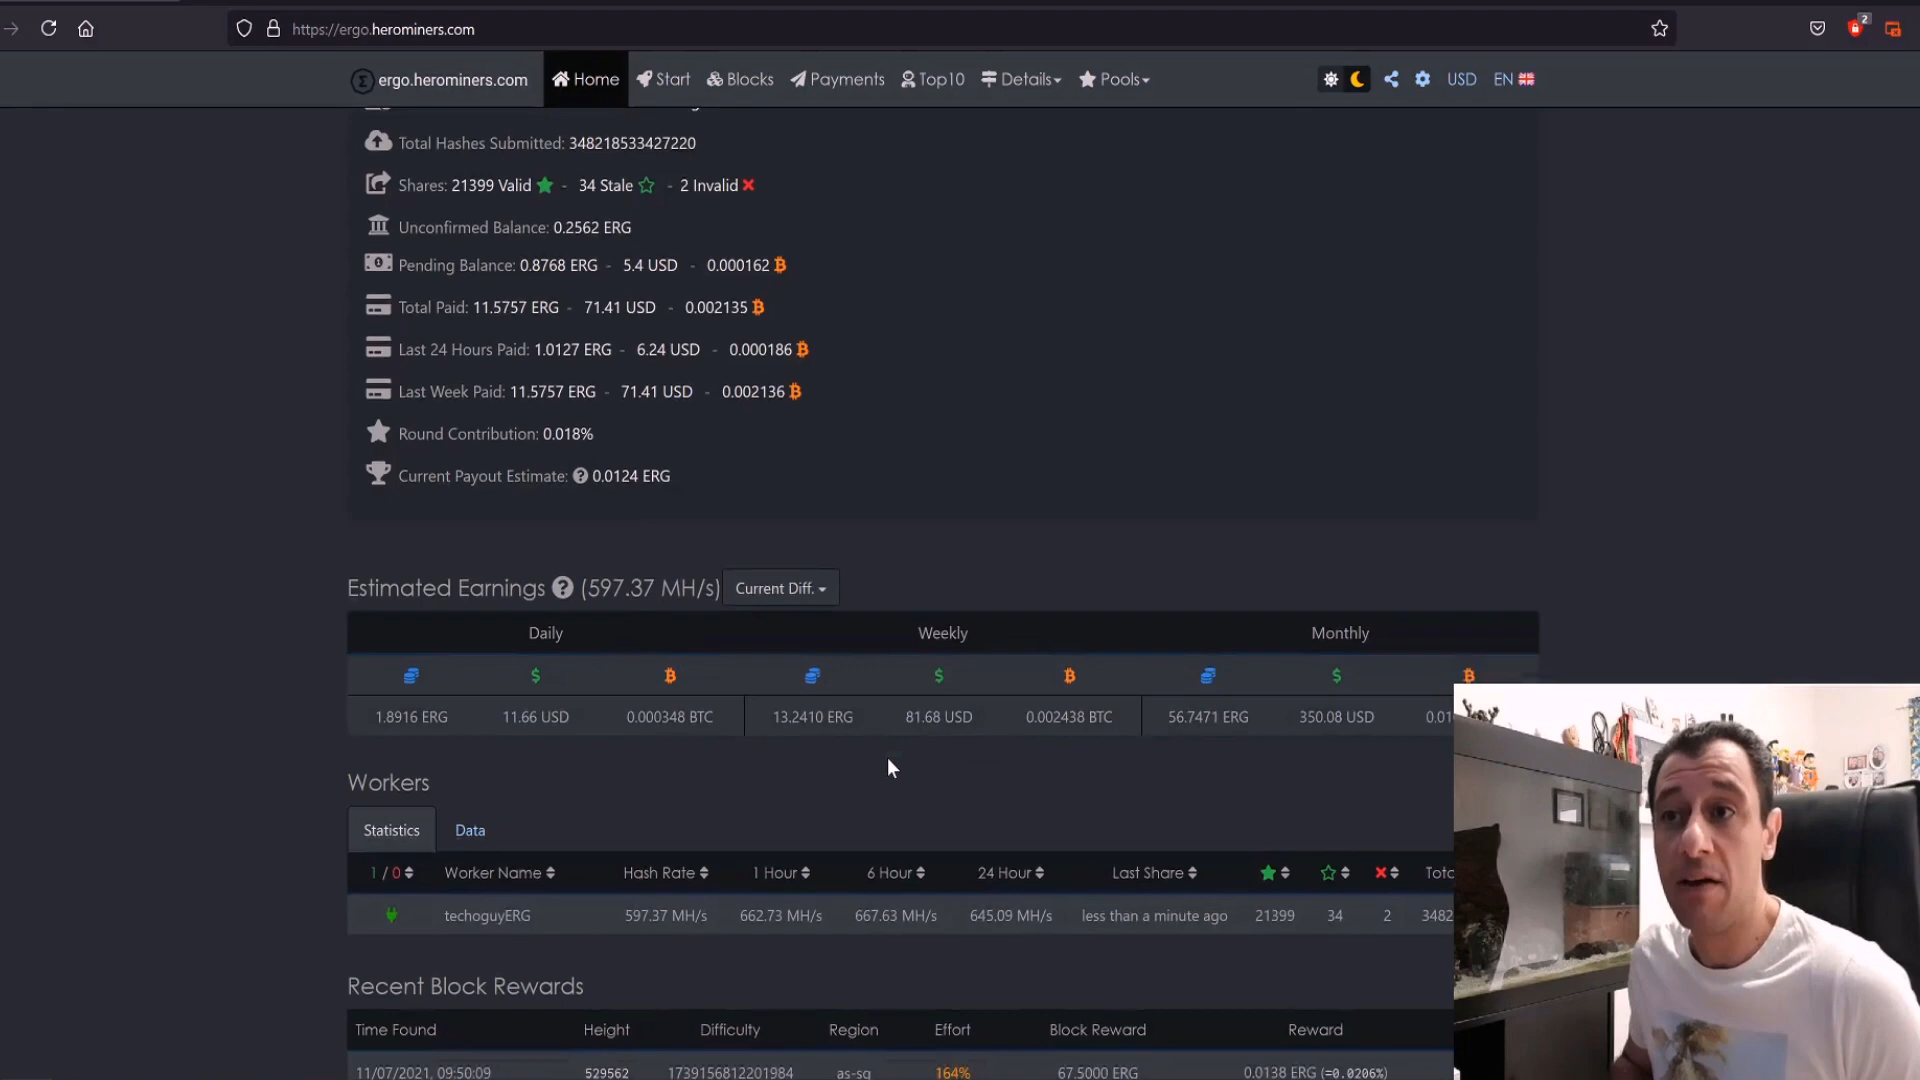 https://ergo.herominers.com
2
ergo.herominers.com Home Start Blocks Payments Top10 Details Pools USD EN
Total Hashes Submitted: 348218533427220
Shares: 21399 Valid - 34 Stale - 2 Invalid
Unconfirmed Balance: 0.2562 ERG
Pending Balance: 0.8768 ERG - 5.4 USD - 0.000162
Total Paid: 11.5757 ERG - 71.41 USD - 0.002135
Last 24 Hours Paid: 1.0127 ERG - 6.24 USD - 0.000186
Last Week Paid: 11.5757 ERG - 71.41 USD - 0.002136
Round Contribution: 0.018%
Current Payout Estimate: 0.0124 ERG
Estimated Earnings (597.37 MH/s) Current Diff.
Daily Weekly Monthly
1.8916 ERG 11.66 USD 0.000348 BTC 13.2410 ERG 81.68 USD 0.002438 BTC 56.7471 ERG 350.08 USD 0.01
Workers
Statistics Data
1 / 0 Worker Name Hash Rate 1 Hour 6 Hour 24 Hour Last Share Tota
techoguyERG 597.37 MH/s 662.73 MH/s 667.63 MH/s 645.09 MH/s less than a minute ago 21399 34 2 3482
Recent Block Rewards
Time Found Height Difficulty Region Effort Block Reward Reward
11/07/2021, 09:50:09 529562 1739156812201984 as-sg 164% 67.5000 ERG 0.0138 ERG (=0.0206%)